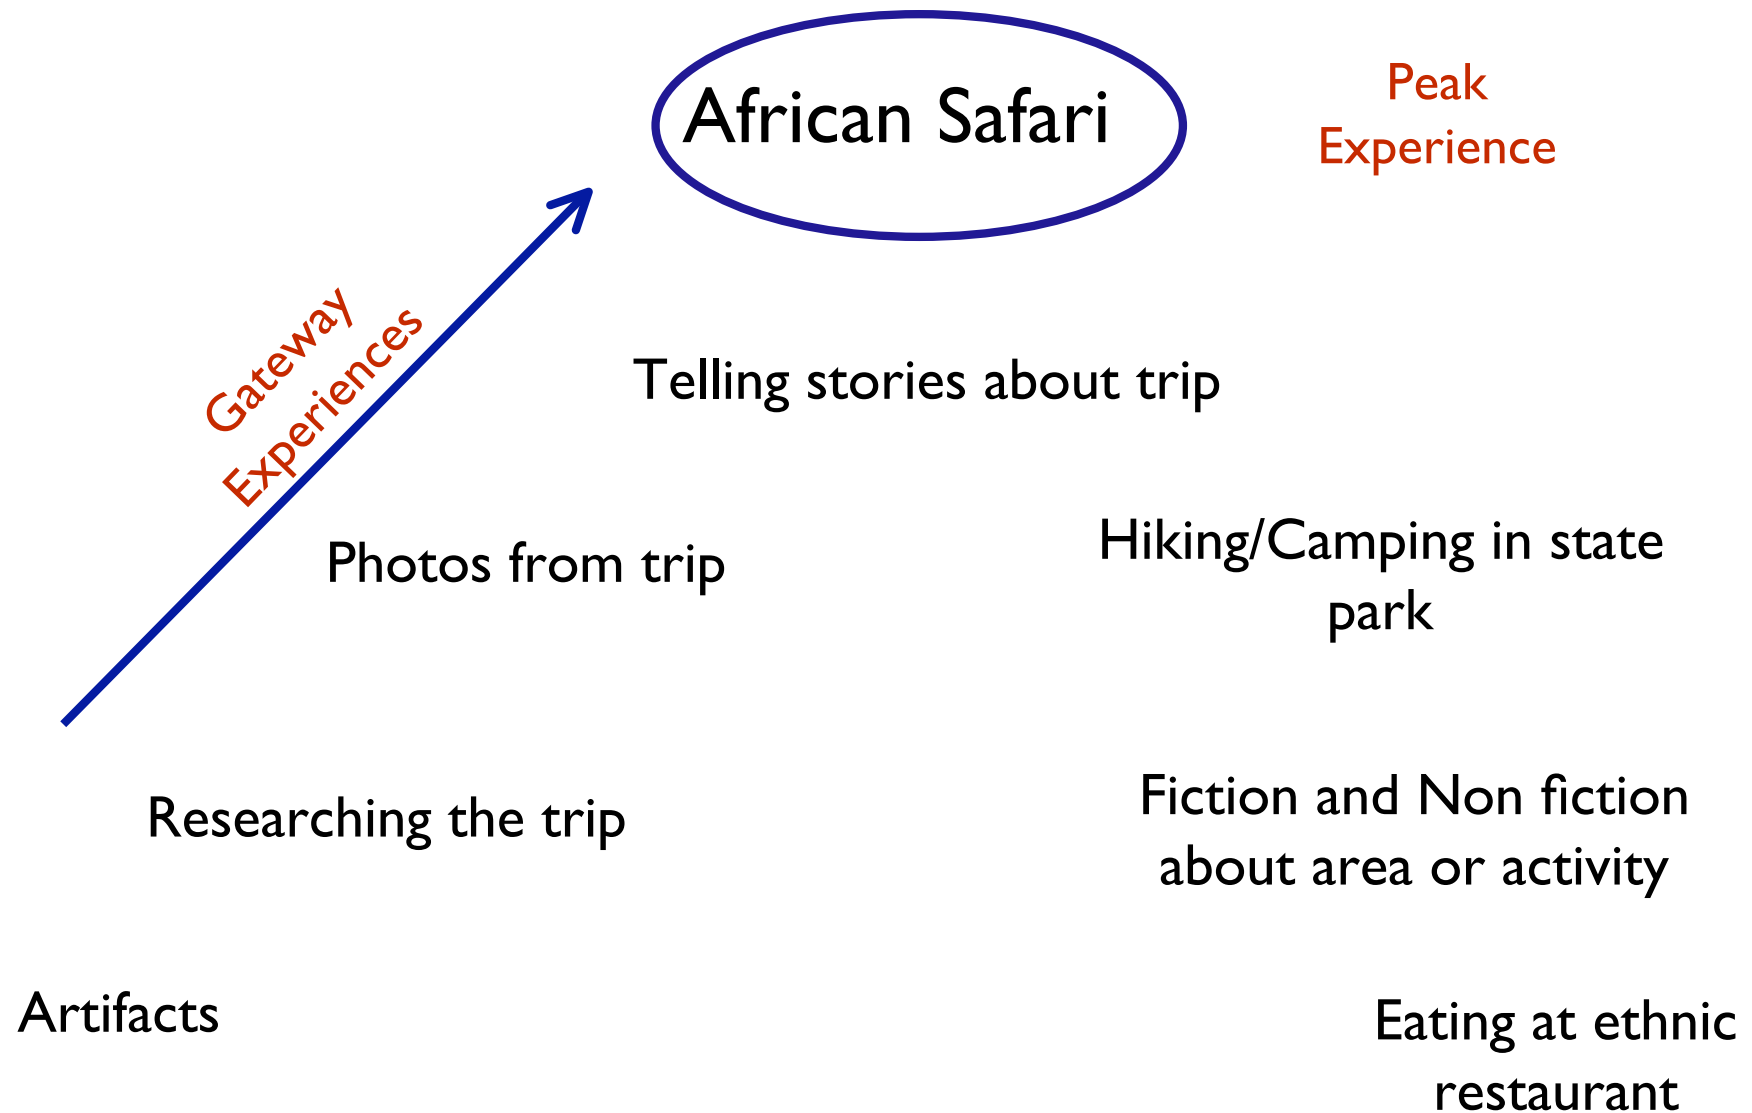 African Safari
Peak
Experience
Gateway
Experiences
Telling stories about trip
Photos from trip
Hiking/Camping in state
park
Researching the trip
Fiction and Non fiction
about area or activity
Artifacts
Eating at ethnic
restaurant